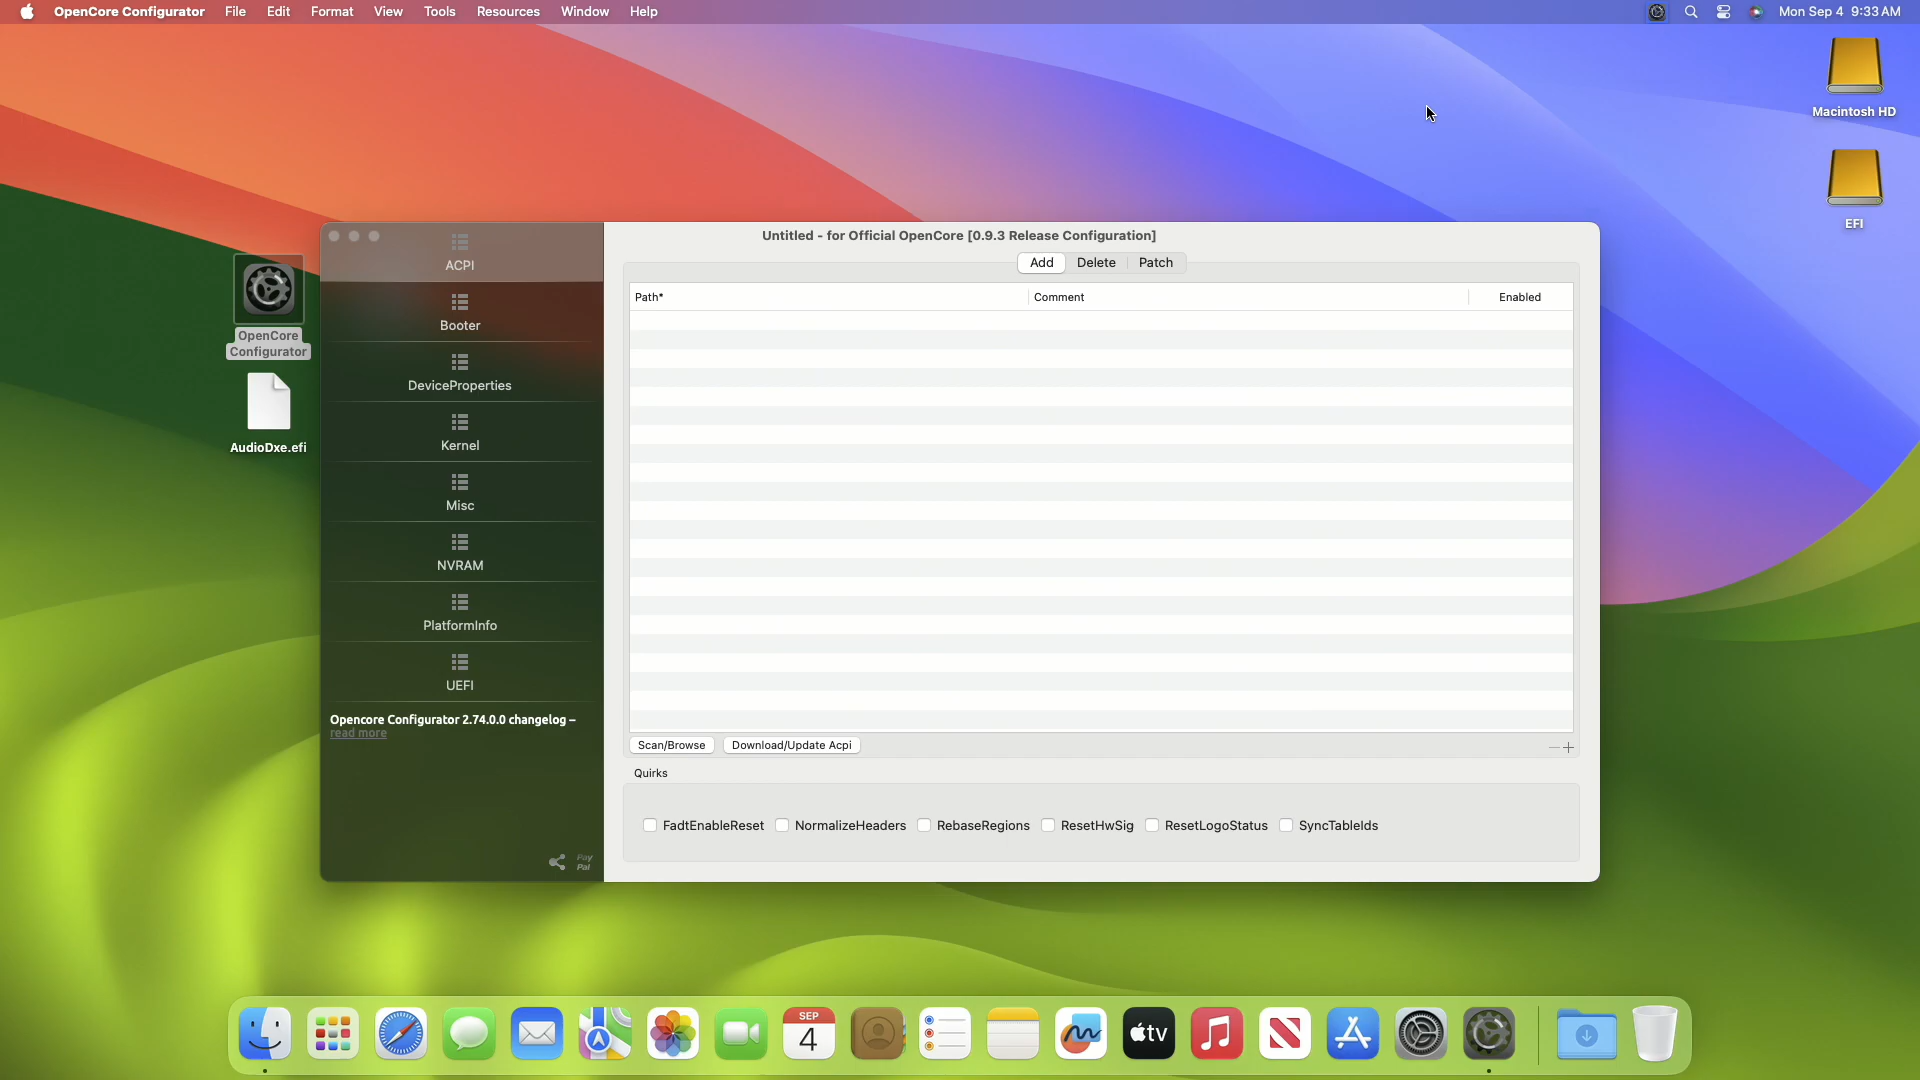 OpenCore Configurator File Edit Format View Tools Resources Window Help Mon Sep 4 9:33 AM
Macintosh HD
EFI
OpenCore
Configurator
AudioDxe.efi
ACPI
Booter
DeviceProperties
Kernel
Misc
NVRAM
PlatformInfo
UEFI
Opencore Configurator 2.74.0.0 changelog –
read more
Pay
Pal
Untitled - for Official OpenCore [0.9.3 Release Configuration]
Add Delete Patch
Path* Comment Enabled
Scan/Browse Download/Update Acpi
Quirks
FadtEnableReset NormalizeHeaders RebaseRegions ResetHwSig ResetLogoStatus SyncTableIds
SEP
4
tv